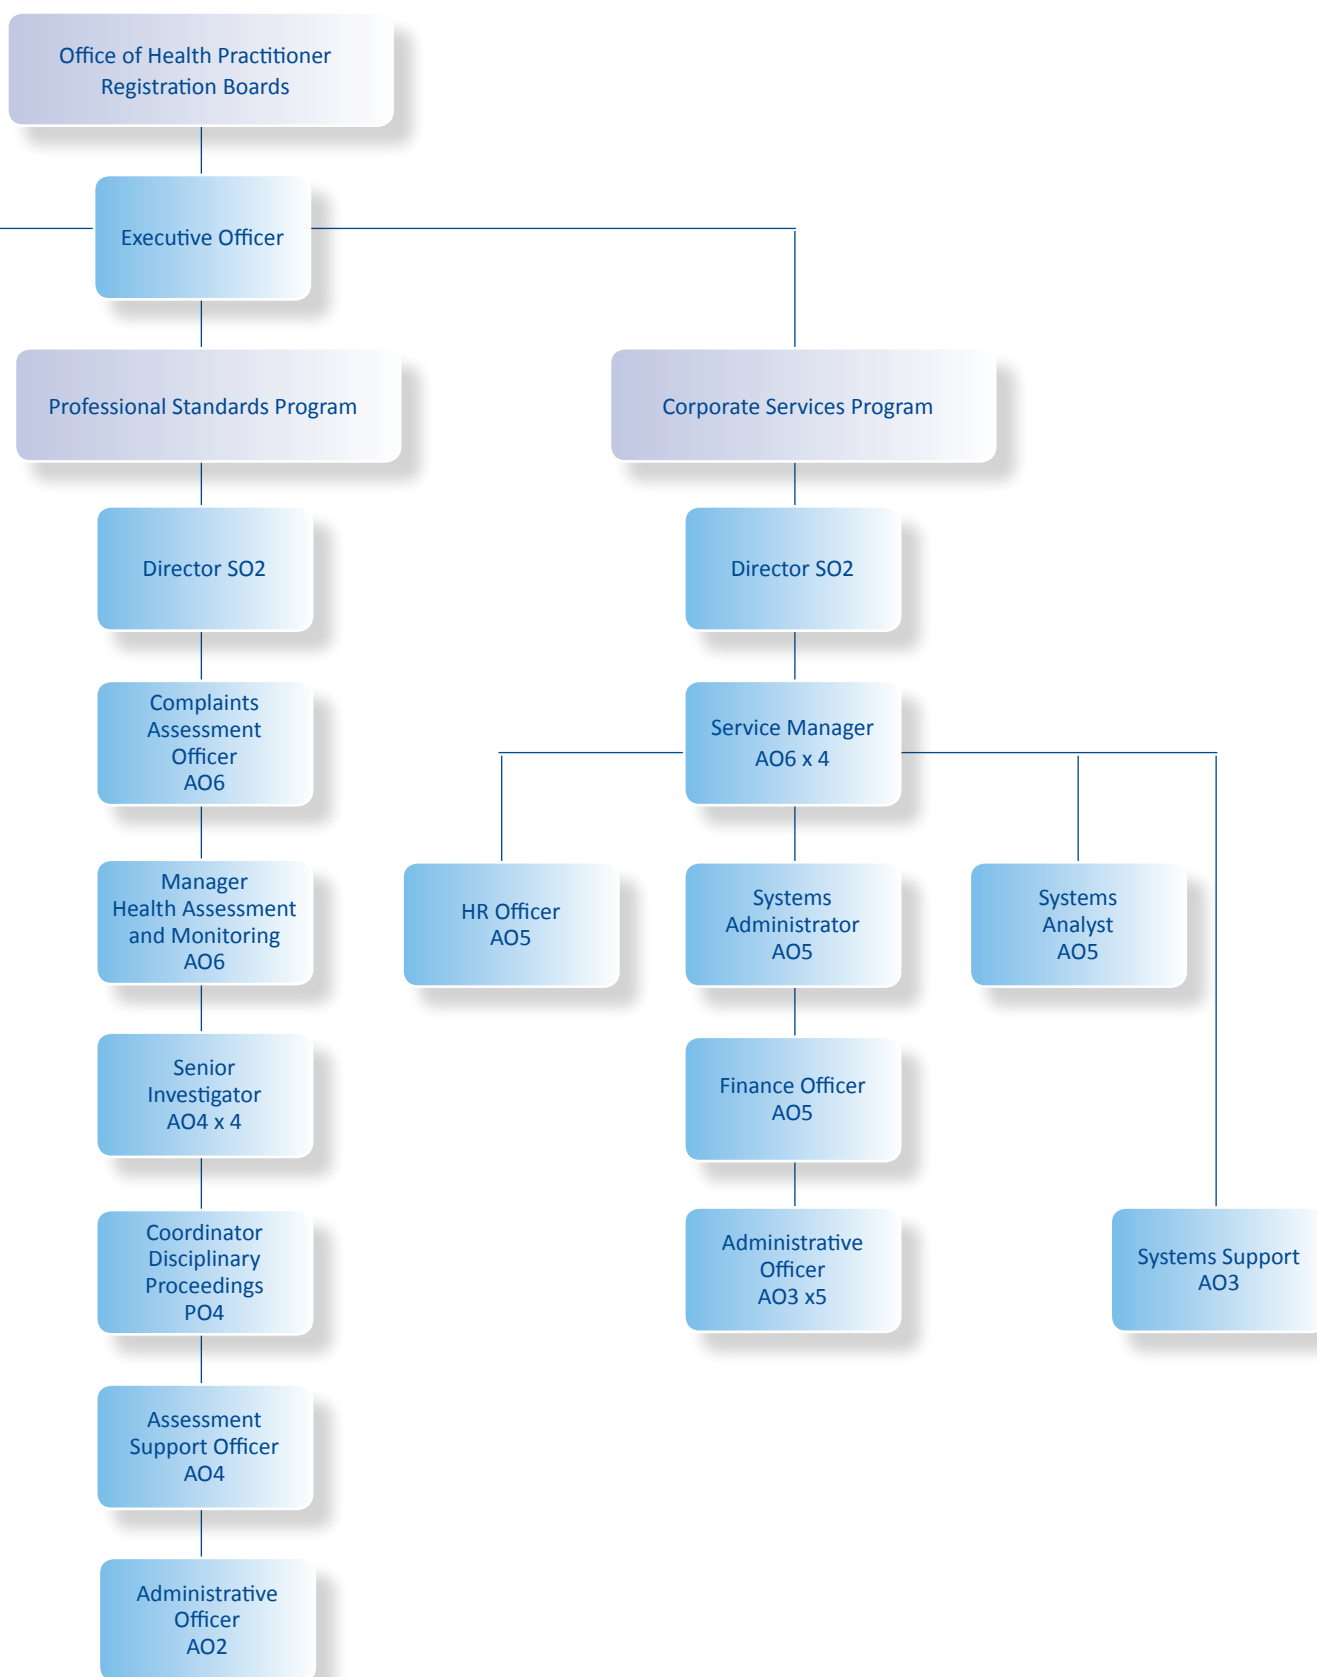 Office of Health Practitioner
Registration Boards
Executive Officer
Professional Standards Program
Corporate Services Program
Director SO2
Director SO2
Complaints
Assessment
Officer
AO6
Service Manager
AO6 x 4
Manager
Health Assessment
and Monitoring
AO6
HR Officer
AO5
Systems
Administrator
AO5
Systems
Analyst
AO5
Senior
Investigator
AO4 x 4
Finance Officer
AO5
Coordinator
Disciplinary
Proceedings
PO4
Administrative
Officer
AO3 x5
Systems Support
AO3
Assessment
Support Officer
AO4
Administrative
Officer
AO2